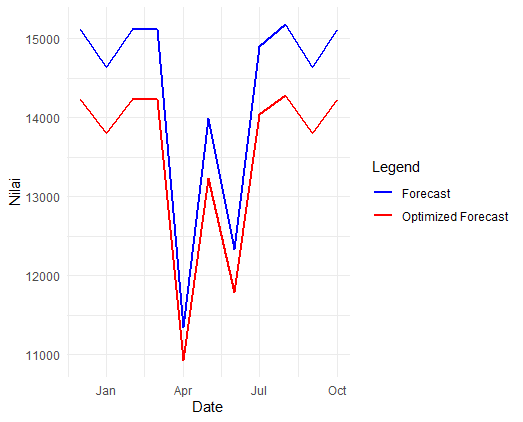 15000
14000
13000
12000
11000
Nilai
Jan
Apr
Jul
Oct
Date
Legend
Forecast
Optimized Forecast